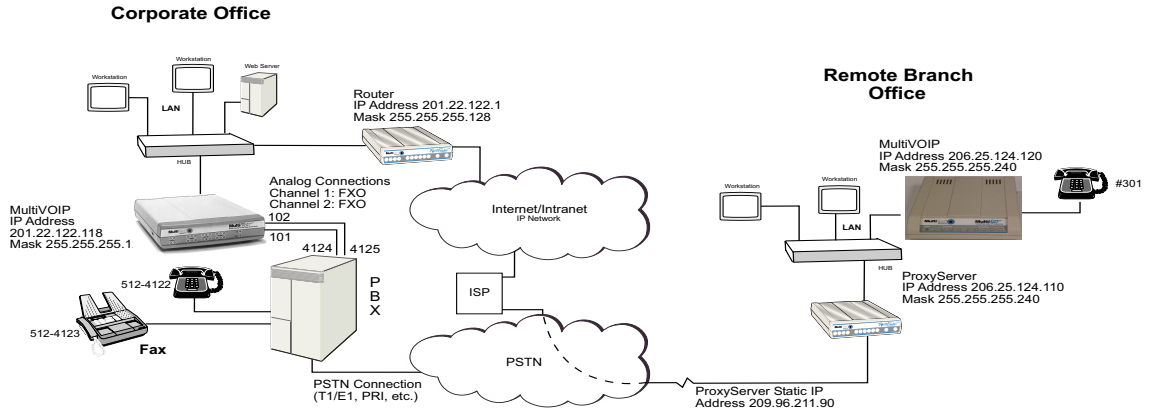 Corporate Office
Workstation
Workstation
Web Server
LAN
HUB
Router
IP Address 201.22.122.1
Mask 255.255.255.128
MultiVOIP
IP Address
201.22.122.118
Mask 255.255.255.1
Analog Connections
Channel 1: FXO
Channel 2: FXO
102
101
4124
4125
PBX
512-4122
512-4123
Fax
Internet/Intranet
IP Network
ISP
PSTN
PSTN Connection
(T1/E1, PRI, etc.)
ProxyServer Static IP
Address 209.96.211.90
Remote Branch
Office
MultiVOIP
IP Address 206.25.124.120
Mask 255.255.255.240
#301
Workstation
Workstation
LAN
HUB
ProxyServer
IP Address 206.25.124.110
Mask 255.255.255.240